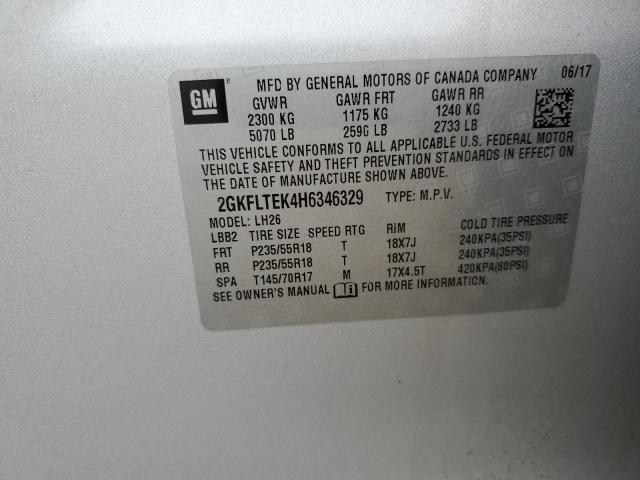 GM
MFD BY GENERAL MOTORS OF CANADA COMPANY 06/17
GVWR GAWR FRT GAWR RR
2300 KG 1175 KG 1240 KG
5070 LB 2590 LB 2733 LB
THIS VEHICLE CONFORMS TO ALL APPLICABLE U.S. FEDERAL MOTOR
VEHICLE SAFETY AND THEFT PREVENTION STANDARDS IN EFFECT ON
THE DATE OF MANUFACTURE SHOWN ABOVE.
2GKFLTEK4H6346329 TYPE: M.P.V.
MODEL: LH26
LBB2 TIRE SIZE SPEED RTG RIM COLD TIRE PRESSURE
FRT P235/55R18 T 18X7J 240KPA(35PSI)
RR P235/55R18 T 18X7J 240KPA(35PSI)
SPA T145/70R17 M 17X4.5T 420KPA(60PSI)
SEE OWNER'S MANUAL FOR MORE INFORMATION.